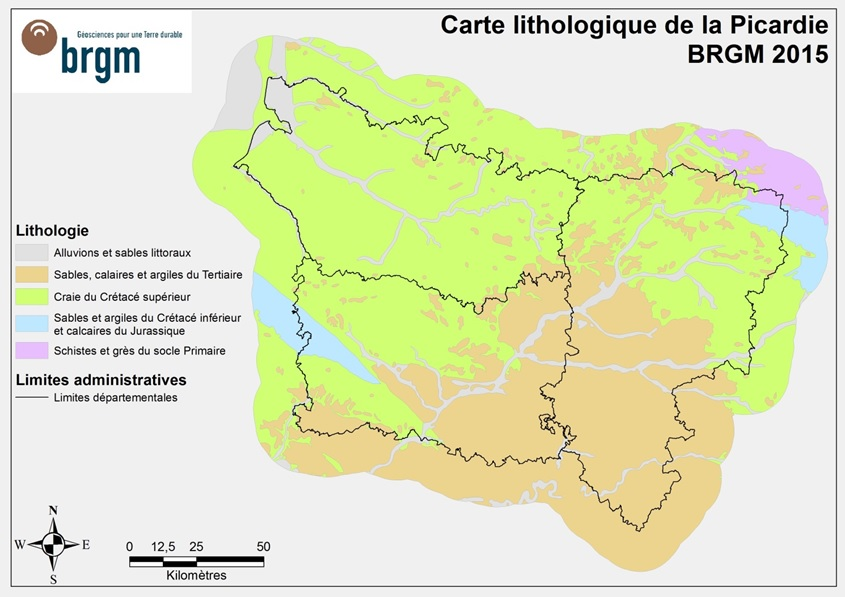 Géosciences pour une Terre durable
brgm
Carte lithologique de la Picardie
BRGM 2015
Lithologie
Alluvions et sables littoraux
Sables, calaires et argiles du Tertiaire
Craie du Crétacé supérieur
Sables et argiles du Crétacé inférieur
et calcaires du Jurassique
Schistes et grès du socle Primaire
Limites administratives
Limites départementales
N
W
E
S
0 12,5 25 50
Kilomètres